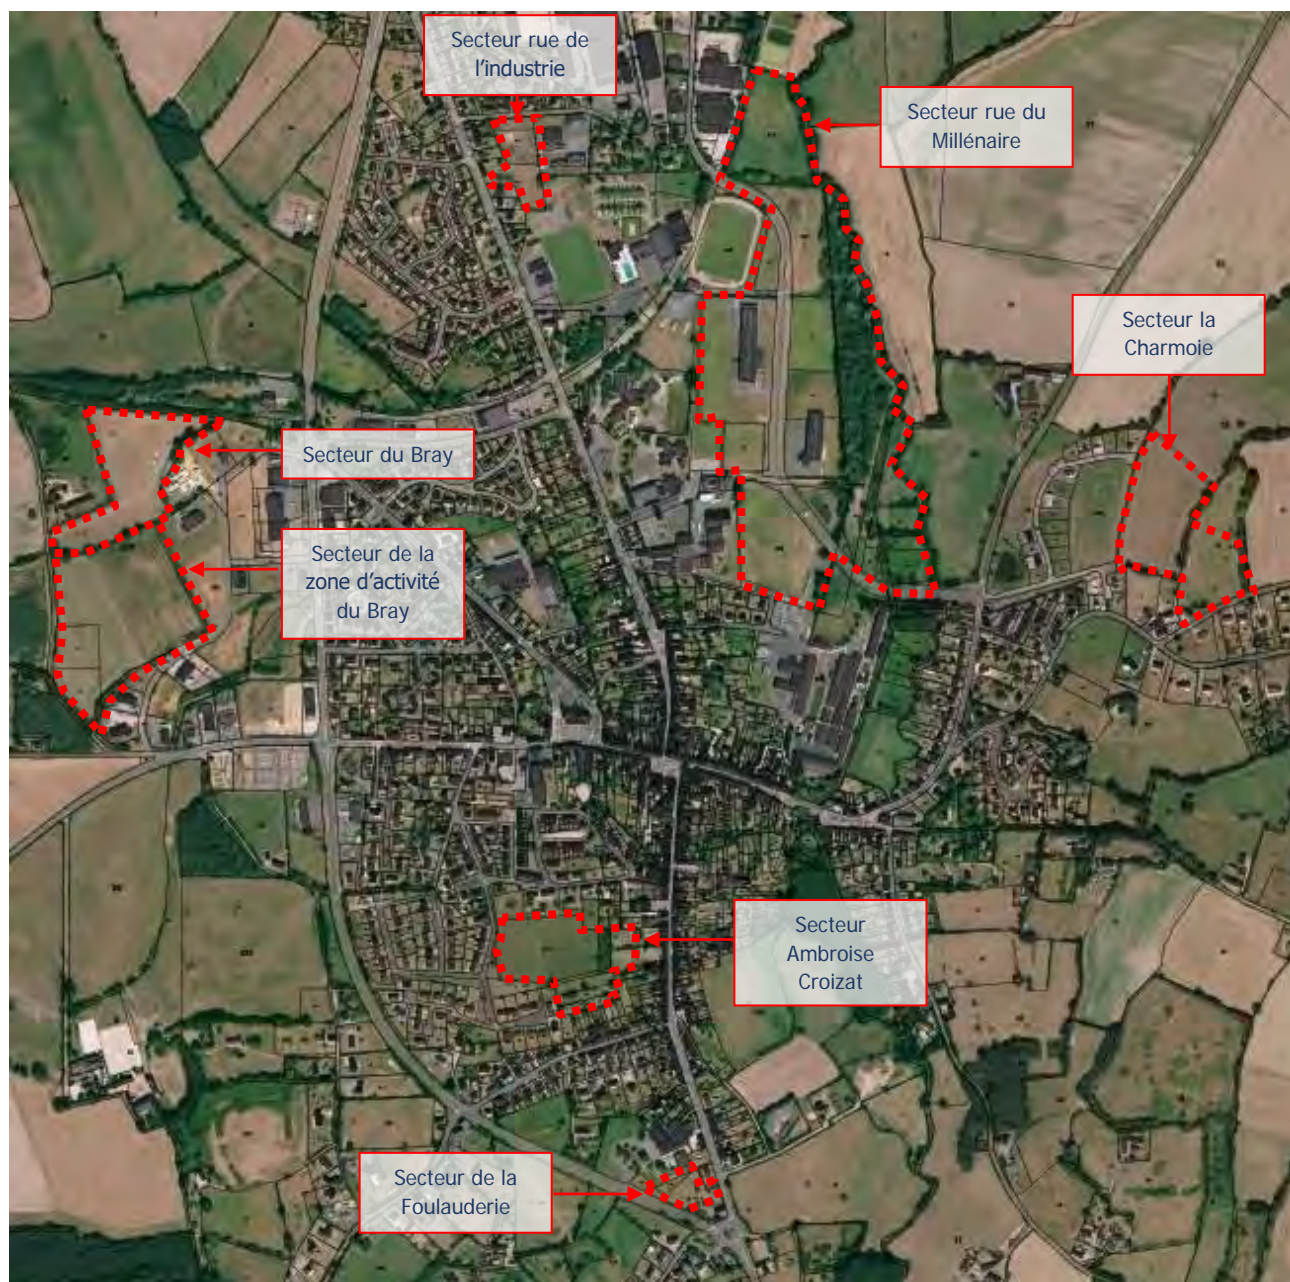 Secteur rue de
l'industrie
Secteur rue du
Millénaire
Secteur la
Charmoie
Secteur du Bray
Secteur de la
zone d'activité
du Bray
Secteur
Ambroise
Croizat
Secteur de la
Foulauderie